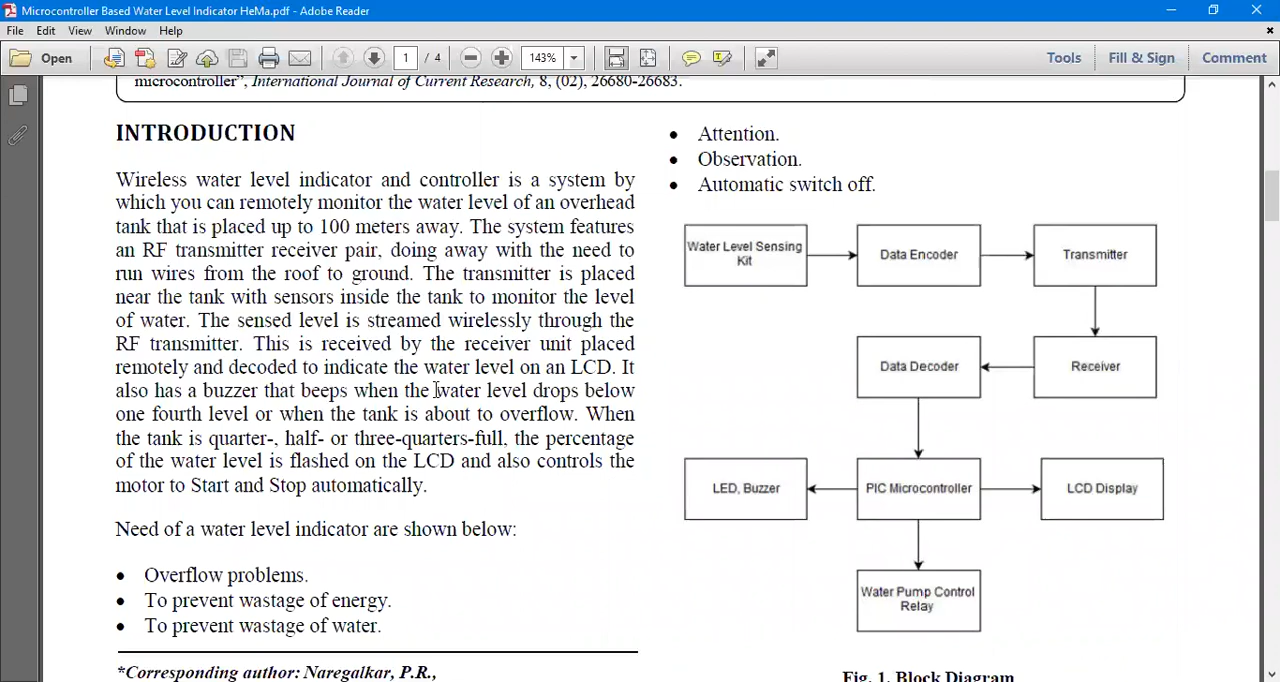 Microcontroller Based Water Level Indicator HeMa.pdf - Adobe Reader
File Edit View Window Help
Open 1 / 4 143% Tools Fill & Sign Comment
microcontroller”, International Journal of Current Research, 8, (02), 26680-26683.
INTRODUCTION
Wireless water level indicator and controller is a system by
which you can remotely monitor the water level of an overhead
tank that is placed up to 100 meters away. The system features
an RF transmitter receiver pair, doing away with the need to
run wires from the roof to ground. The transmitter is placed
near the tank with sensors inside the tank to monitor the level
of water. The sensed level is streamed wirelessly through the
RF transmitter. This is received by the receiver unit placed
remotely and decoded to indicate the water level on an LCD. It
also has a buzzer that beeps when the water level drops below
one fourth level or when the tank is about to overflow. When
the tank is quarter-, half- or three-quarters-full, the percentage
of the water level is flashed on the LCD and also controls the
motor to Start and Stop automatically.
Need of a water level indicator are shown below:
• Overflow problems.
• To prevent wastage of energy.
• To prevent wastage of water.
*Corresponding author: Naregalkar, P.R.,
• Attention.
• Observation.
• Automatic switch off.
Water Level Sensing
Kit
Data Encoder
Transmitter
Data Decoder
Receiver
LED, Buzzer
PIC Microcontroller
LCD Display
Water Pump Control
Relay
Fig. 1. Block Diagram